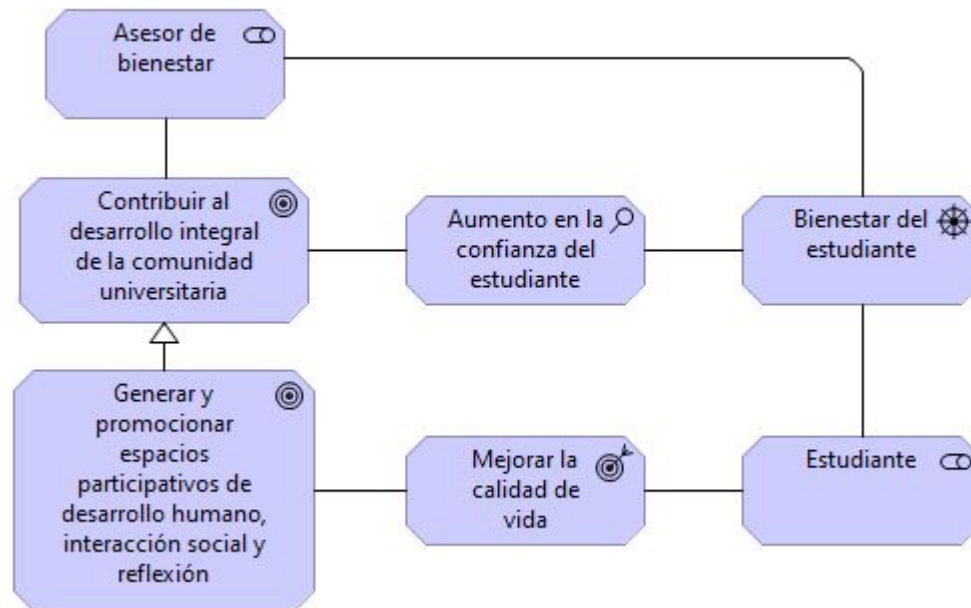 Asesor de
bienestar
Contribuir al
desarrollo integral
de la comunidad
universitaria
Aumento en la
confianza del
estudiante
Bienestar del
estudiante
Generar y
promocionar
espacios
participativos de
desarrollo humano,
interacción social y
reflexión
Mejorar la
calidad de
vida
Estudiante